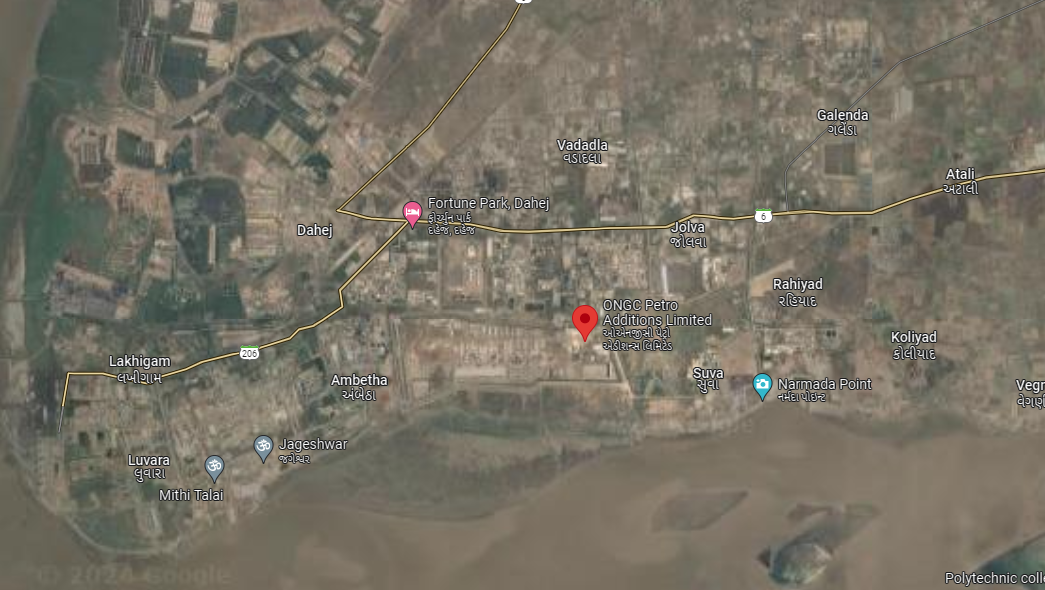 Galenda
ગલેંડા
Vadadla
વડાદલા
Atali
અટાલી
Fortune Park, Dahej
ફોર્ચ્યુન પાર્ક
દહેજ, દહેજ
6
Dahej
Jolva
જોલવા
Rahiyad
રહિયાદ
ONGC Petro
Additions Limited
ઓએનજીસી પેટ્રો
એડીશન્સ લિમિટેડ
Koliyad
કોલીયાદ
206
Lakhigam
લખીગામ
Ambetha
અંબેઠા
Suva
સુવા
Narmada Point
નર્મદા પોઇન્ટ
Jageshwar
જગેશ્વર
Luvara
લુવારા
Mithi Talai
© 2024 Google
Polytechnic coll